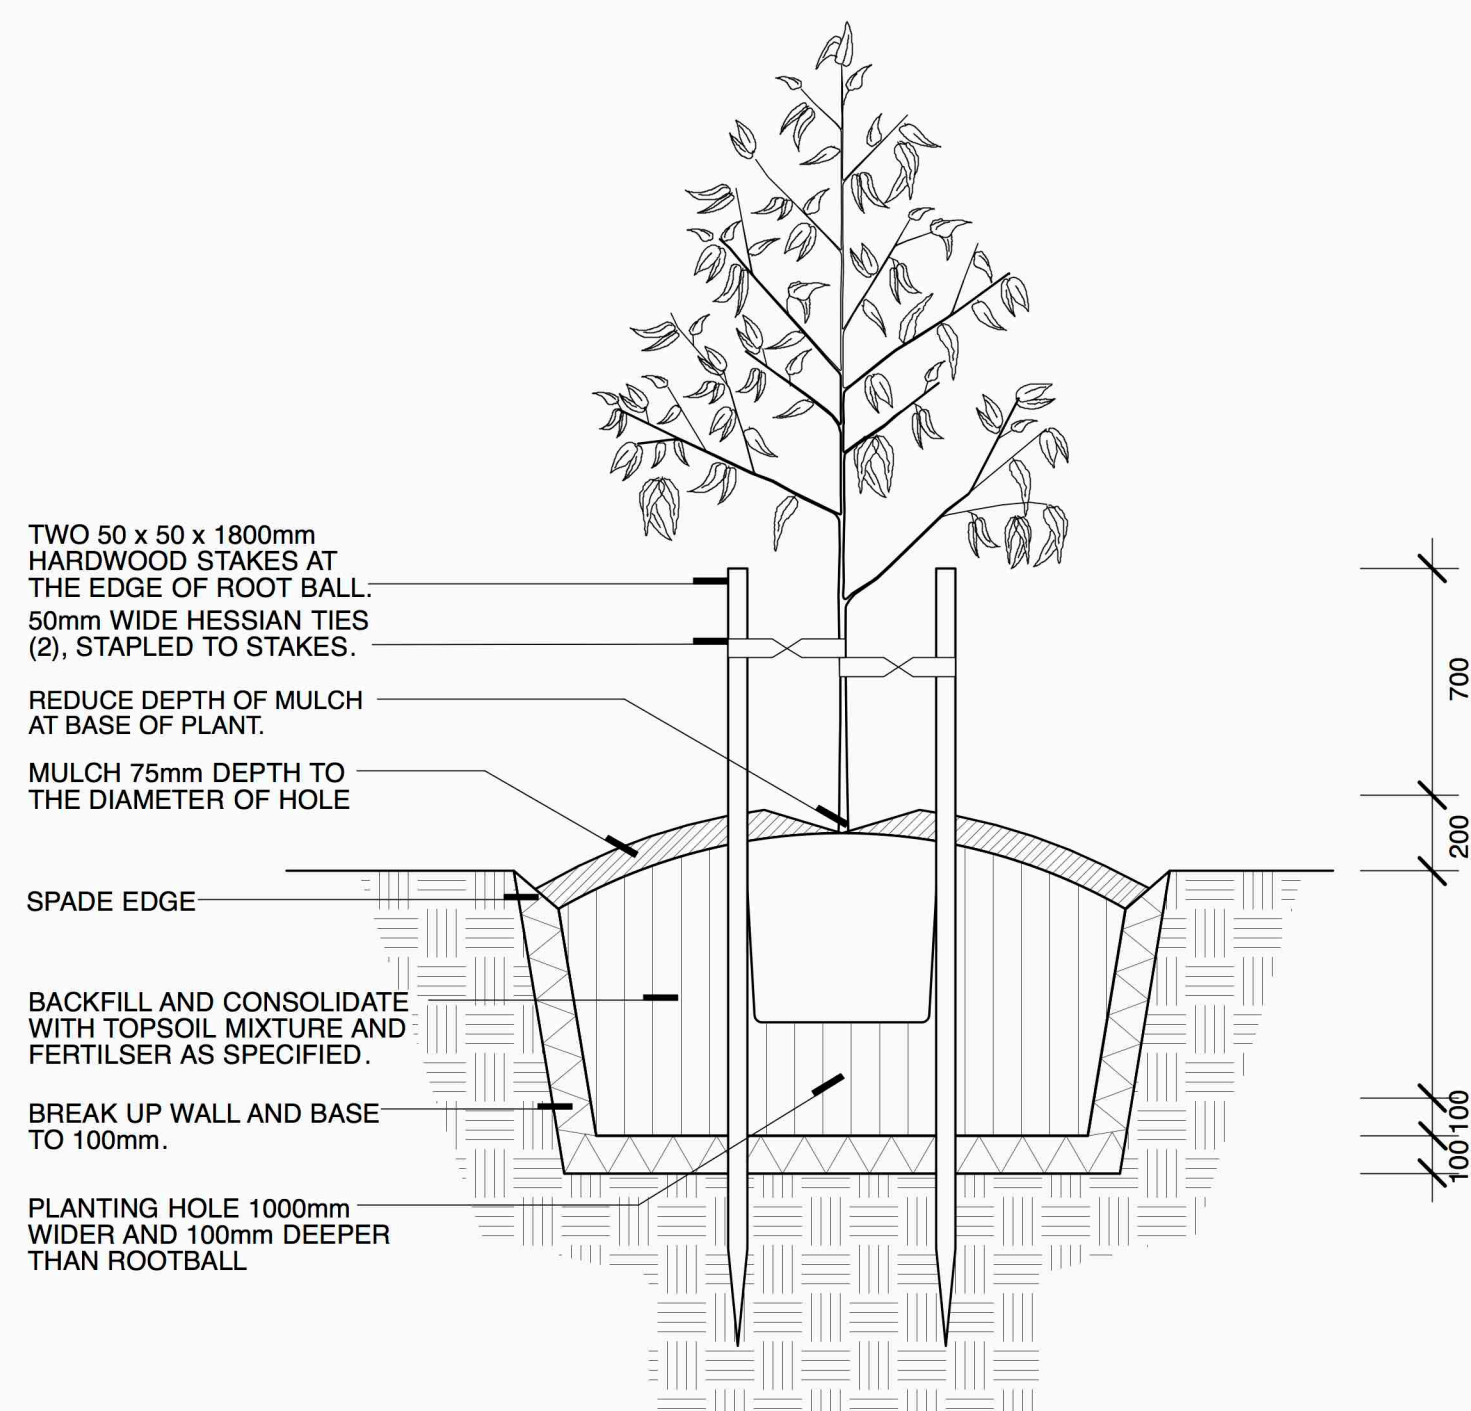 TWO 50 x 50 x 1800mm
HARDWOOD STAKES AT
THE EDGE OF ROOT BALL.
50mm WIDE HESSIAN TIES
(2), STAPLED TO STAKES.
REDUCE DEPTH OF MULCH
AT BASE OF PLANT.
MULCH 75mm DEPTH TO
THE DIAMETER OF HOLE
SPADE EDGE
BACKFILL AND CONSOLIDATE
WITH TOPSOIL MIXTURE AND
FERTILSER AS SPECIFIED.
BREAK UP WALL AND BASE
TO 100mm.
PLANTING HOLE 1000mm
WIDER AND 100mm DEEPER
THAN ROOTBALL
700
200
100
100